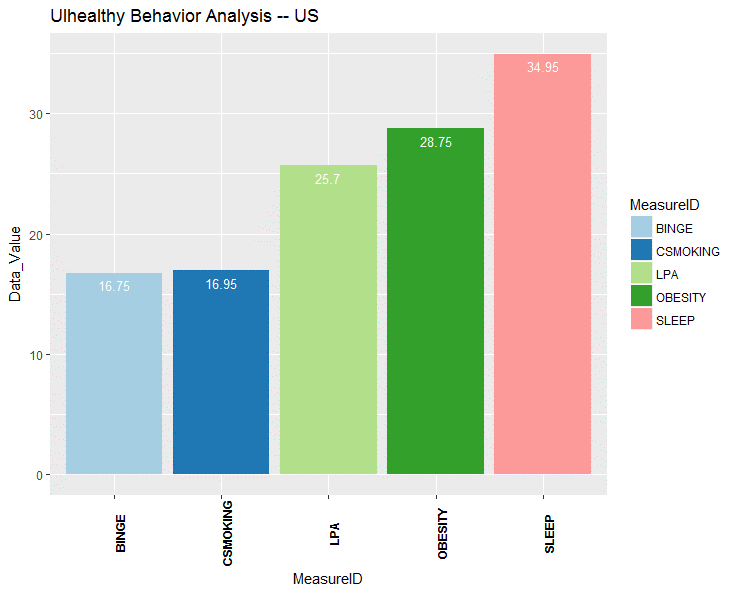 Ulhealthy Behavior Analysis -- US
Data_Value
30
20
10
0
16.75
16.95
25.7
28.75
34.95
BINGE
CSMOKING
LPA
OBESITY
SLEEP
MeasureID
MeasureID
BINGE
CSMOKING
LPA
OBESITY
SLEEP